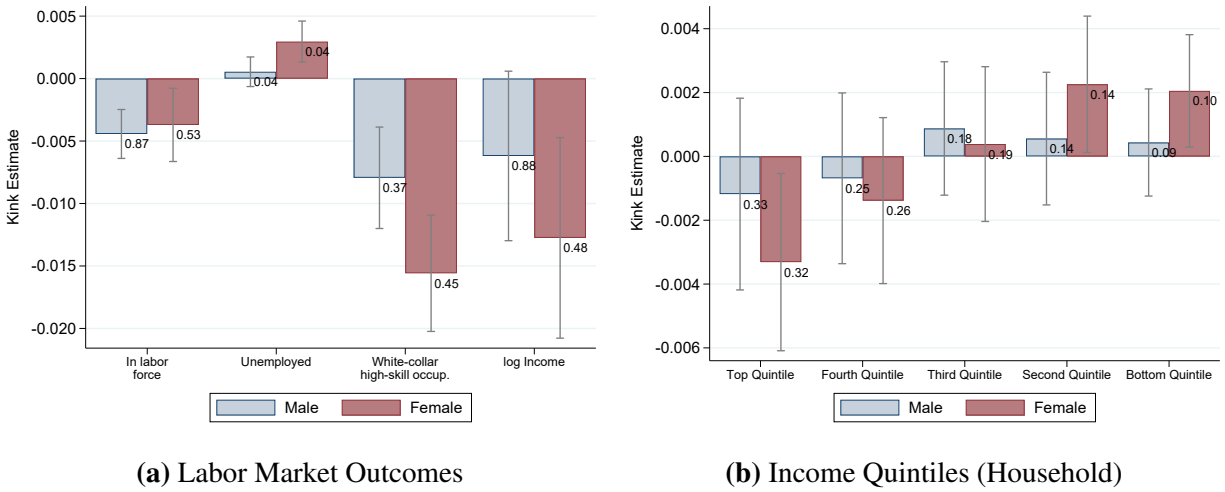 0.005
0.000
-0.005
-0.010
-0.015
-0.020
Kink Estimate
0.87
0.53
0.04
0.04
0.37
0.45
0.88
0.48
In labor
force
Unemployed
White-collar
high-skill occup.
log Income
Male
Female
(a) Labor Market Outcomes
0.004
0.002
0.000
-0.002
-0.004
-0.006
Kink Estimate
0.33
0.32
0.25
0.26
0.18
0.19
0.14
0.14
0.09
0.10
Top Quintile
Fourth Quintile
Third Quintile
Second Quintile
Bottom Quintile
Male
Female
(b) Income Quintiles (Household)